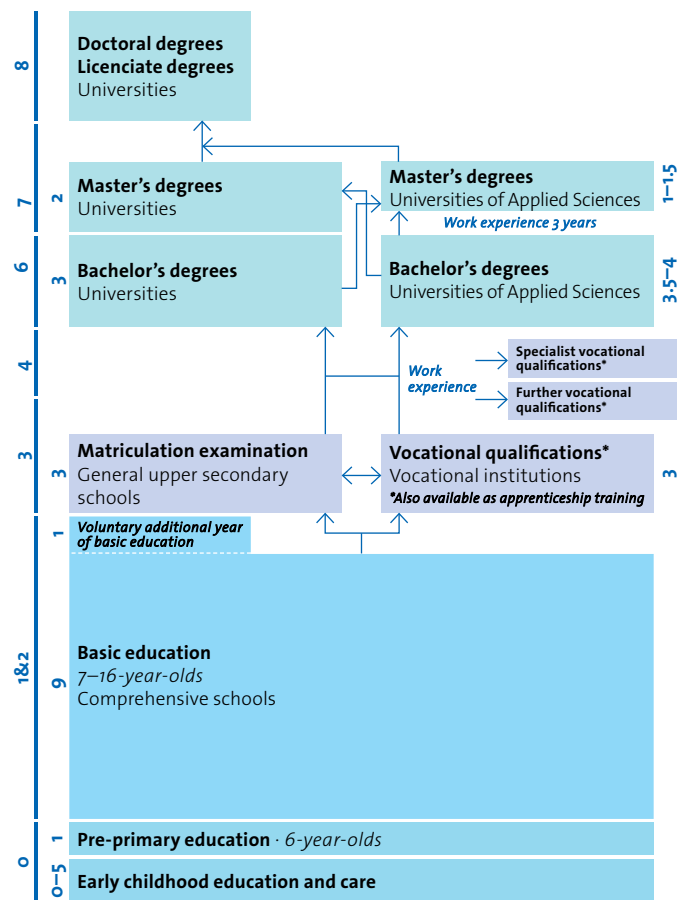 8
Doctoral degrees
Licenciate degrees
Universities
7
2
Master's degrees
Universities
Master's degrees
Universities of Applied Sciences
1–1.5
Work experience 3 years
6
3
Bachelor's degrees
Universities
Bachelor's degrees
Universities of Applied Sciences
3.5–4
4
Work
experience
Specialist vocational
qualifications*
Further vocational
qualifications*
3
3
Matriculation examination
General upper secondary
schools
Vocational qualifications*
Vocational institutions
*Also available as apprenticeship training
3
1
Voluntary additional year
of basic education
1&2
9
Basic education
7–16-year-olds
Comprehensive schools
0
1
Pre-primary education · 6-year-olds
0–5
Early childhood education and care